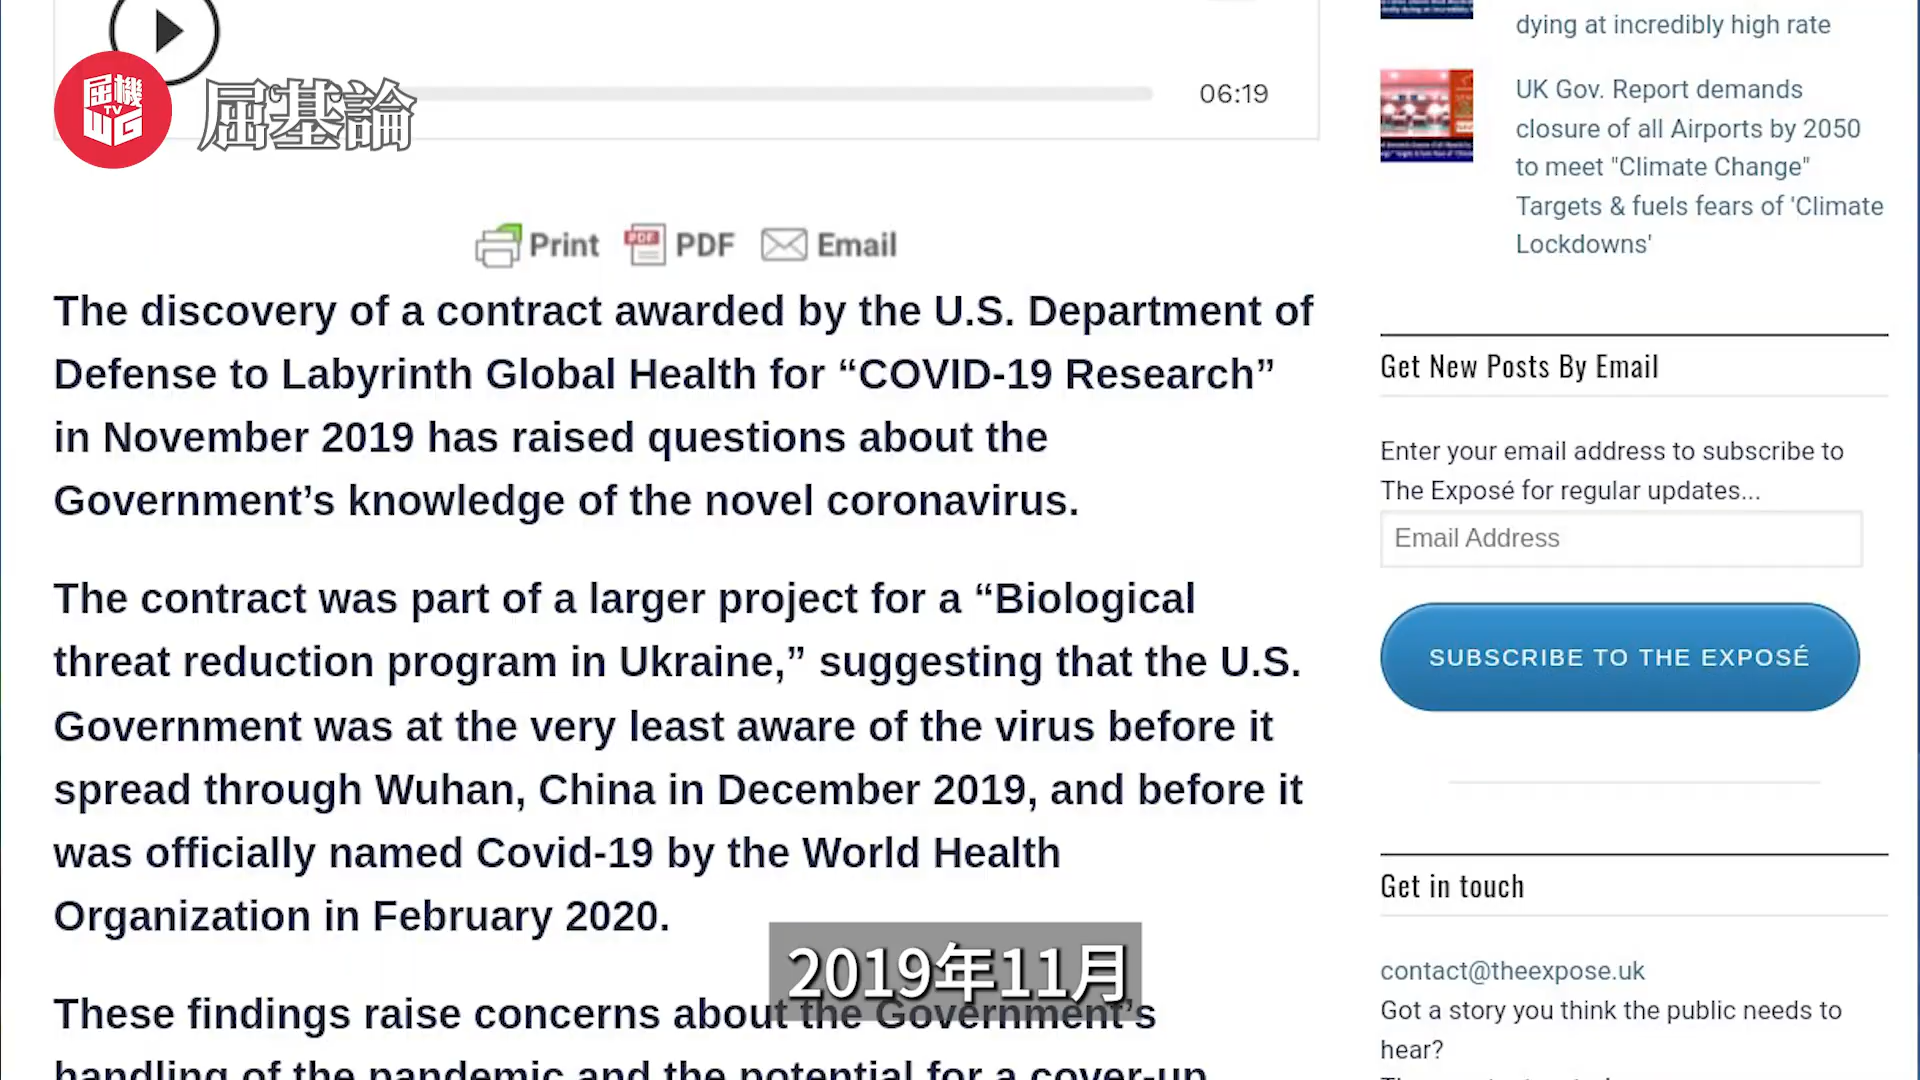 屈機
TV
WG
屈基論
06:19
Print
PDF
PDF
Email
The discovery of a contract awarded by the U.S. Department of
Defense to Labyrinth Global Health for “COVID-19 Research”
in November 2019 has raised questions about the
Government’s knowledge of the novel coronavirus.
The contract was part of a larger project for a “Biological
threat reduction program in Ukraine,” suggesting that the U.S.
Government was at the very least aware of the virus before it
spread through Wuhan, China in December 2019, and before it
was officially named Covid-19 by the World Health
Organization in February 2020.
2019年11月
These findings raise concerns about the Government’s
handling of the pandemic and the potential for a cover-up
dying at incredibly high rate
UK Gov. Report demands
closure of all Airports by 2050
to meet "Climate Change"
Targets & fuels fears of 'Climate
Lockdowns'
Get New Posts By Email
Enter your email address to subscribe to
The Exposé for regular updates...
Email Address
SUBSCRIBE TO THE EXPOSÉ
Get in touch
contact@theexpose.uk
Got a story you think the public needs to
hear?